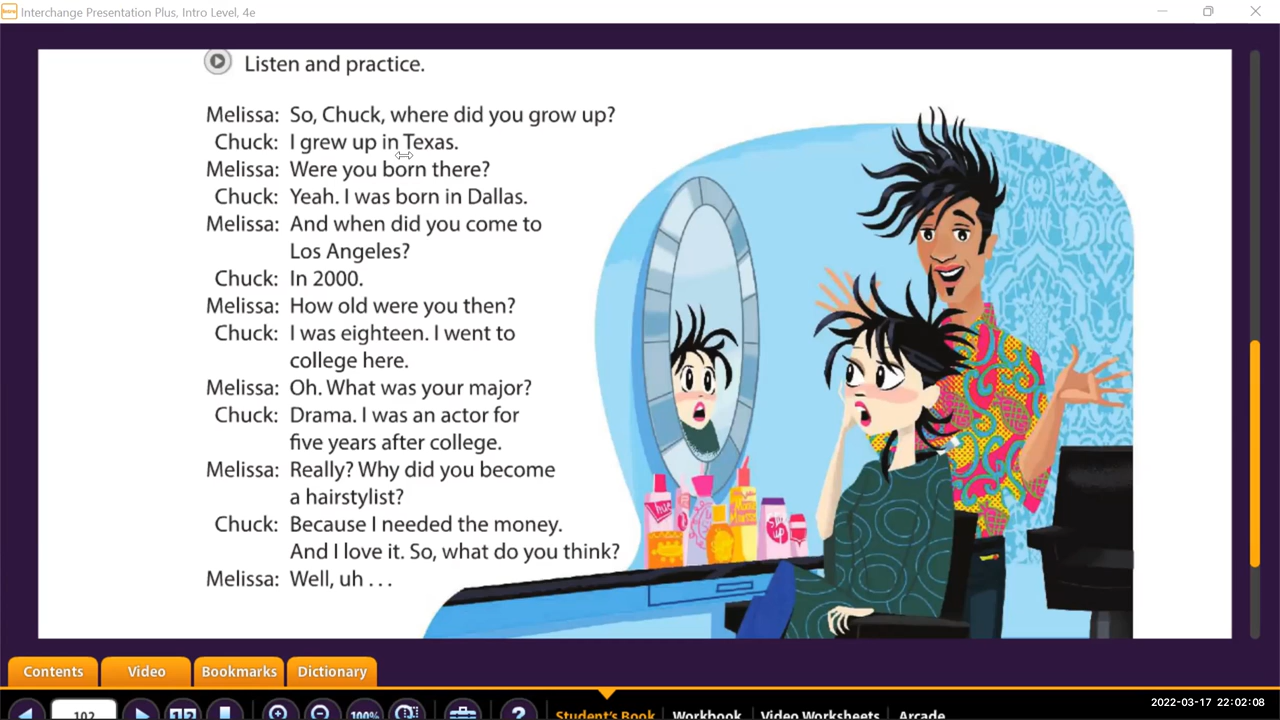 Interchange Presentation Plus, Intro Level, 4e
Listen and practice.
Melissa: So, Chuck, where did you grow up?
Chuck: I grew up in Texas.
Melissa: Were you born there?
Chuck: Yeah. I was born in Dallas.
Melissa: And when did you come to
Los Angeles?
Chuck: In 2000.
Melissa: How old were you then?
Chuck: I was eighteen. I went to
college here.
Melissa: Oh. What was your major?
Chuck: Drama. I was an actor for
five years after college.
Melissa: Really? Why did you become
a hairstylist?
Chuck: Because I needed the money.
And I love it. So, what do you think?
Melissa: Well, uh . . .
Contents Video Bookmarks Dictionary
102 100% ?
Student's Book Workbook Video Worksheets Arcade
2022-03-17 22:02:08